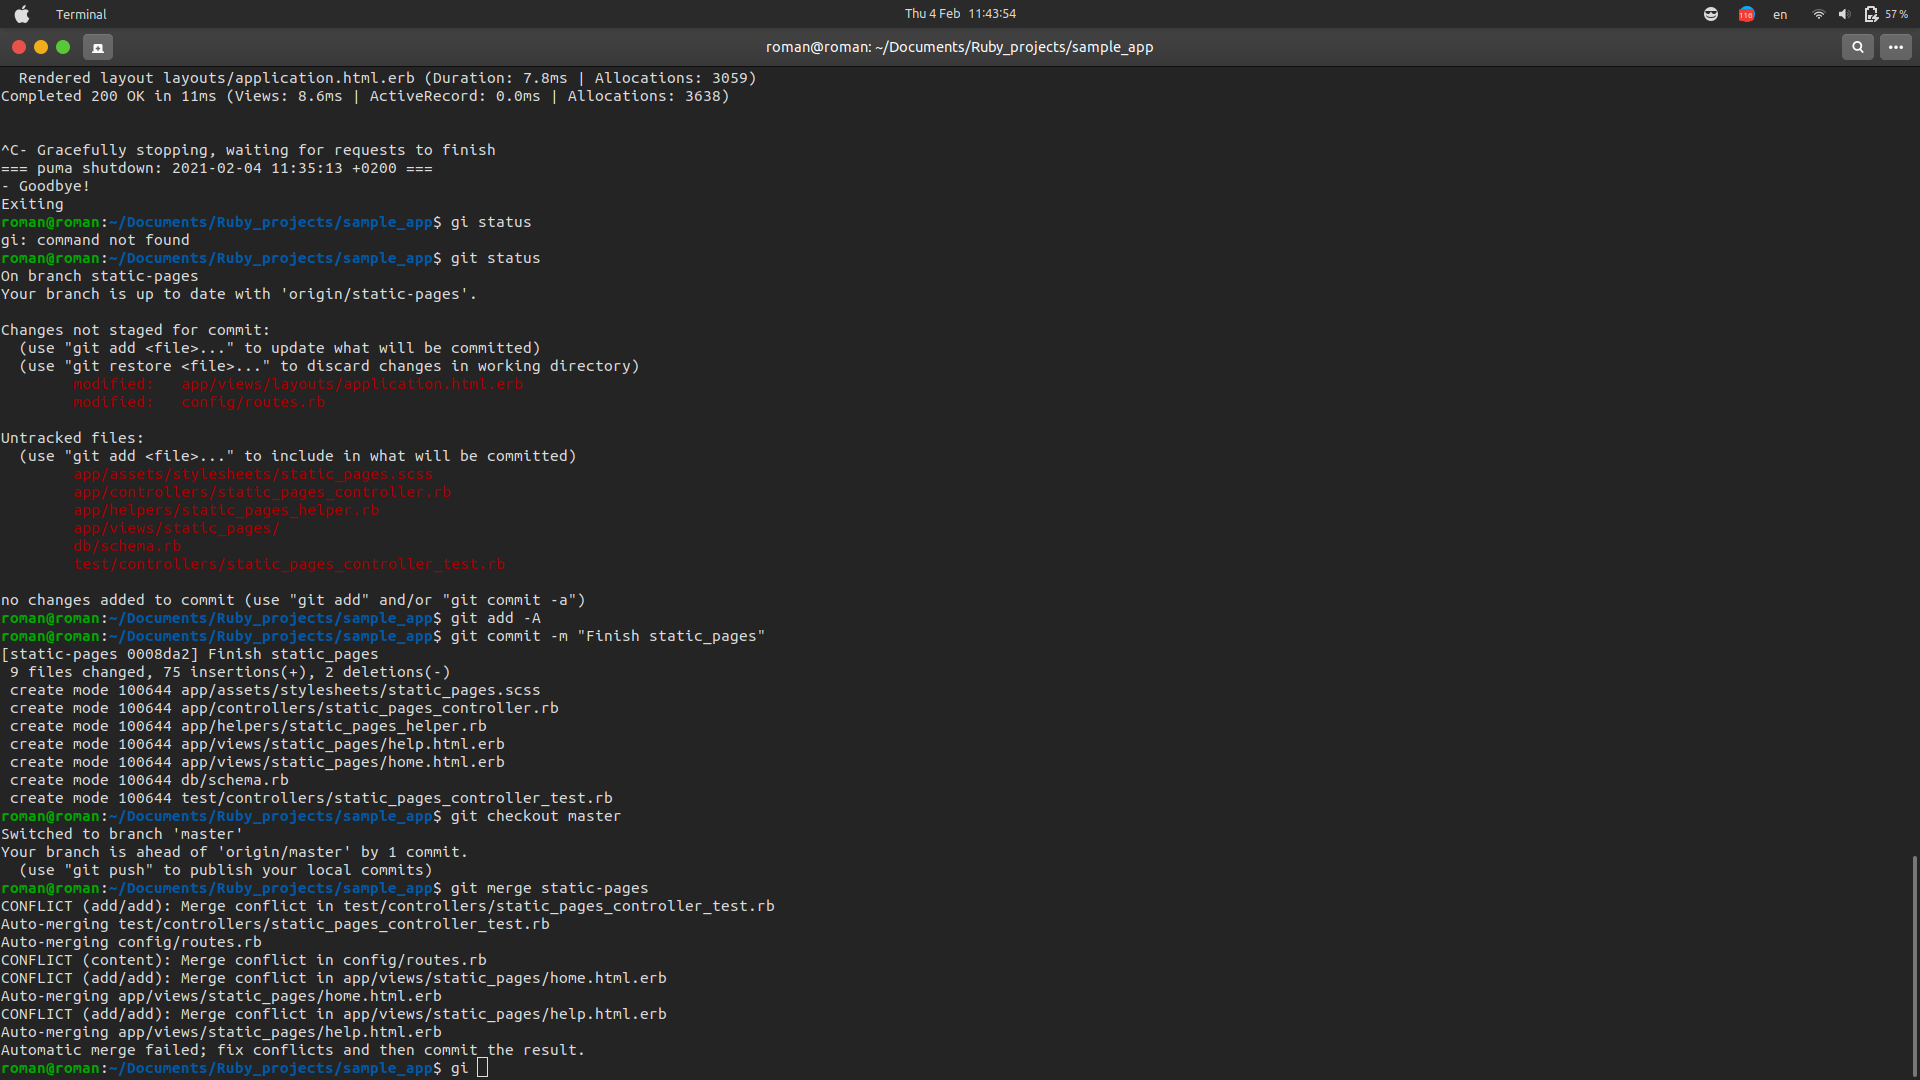 Terminal
Thu 4 Feb 11:43:54
116
en
57 %
roman@roman: ~/Documents/Ruby_projects/sample_app
  Rendered layout layouts/application.html.erb (Duration: 7.8ms | Allocations: 3059)
Completed 200 OK in 11ms (Views: 8.6ms | ActiveRecord: 0.0ms | Allocations: 3638)
^C- Gracefully stopping, waiting for requests to finish
=== puma shutdown: 2021-02-04 11:35:13 +0200 ===
- Goodbye!
Exiting
roman@roman:~/Documents/Ruby_projects/sample_app$ gi status
gi: command not found
roman@roman:~/Documents/Ruby_projects/sample_app$ git status
On branch static-pages
Your branch is up to date with 'origin/static-pages'.
Changes not staged for commit:
  (use "git add <file>..." to update what will be committed)
  (use "git restore <file>..." to discard changes in working directory)
        modified:   app/views/layouts/application.html.erb
        modified:   config/routes.rb
Untracked files:
  (use "git add <file>..." to include in what will be committed)
        app/assets/stylesheets/static_pages.scss
        app/controllers/static_pages_controller.rb
        app/helpers/static_pages_helper.rb
        app/views/static_pages/
        db/schema.rb
        test/controllers/static_pages_controller_test.rb
no changes added to commit (use "git add" and/or "git commit -a")
roman@roman:~/Documents/Ruby_projects/sample_app$ git add -A
roman@roman:~/Documents/Ruby_projects/sample_app$ git commit -m "Finish static_pages"
[static-pages 0008da2] Finish static_pages
 9 files changed, 75 insertions(+), 2 deletions(-)
 create mode 100644 app/assets/stylesheets/static_pages.scss
 create mode 100644 app/controllers/static_pages_controller.rb
 create mode 100644 app/helpers/static_pages_helper.rb
 create mode 100644 app/views/static_pages/help.html.erb
 create mode 100644 app/views/static_pages/home.html.erb
 create mode 100644 db/schema.rb
 create mode 100644 test/controllers/static_pages_controller_test.rb
roman@roman:~/Documents/Ruby_projects/sample_app$ git checkout master
Switched to branch 'master'
Your branch is ahead of 'origin/master' by 1 commit.
  (use "git push" to publish your local commits)
roman@roman:~/Documents/Ruby_projects/sample_app$ git merge static-pages
CONFLICT (add/add): Merge conflict in test/controllers/static_pages_controller_test.rb
Auto-merging test/controllers/static_pages_controller_test.rb
Auto-merging config/routes.rb
CONFLICT (content): Merge conflict in config/routes.rb
CONFLICT (add/add): Merge conflict in app/views/static_pages/home.html.erb
Auto-merging app/views/static_pages/home.html.erb
CONFLICT (add/add): Merge conflict in app/views/static_pages/help.html.erb
Auto-merging app/views/static_pages/help.html.erb
Automatic merge failed; fix conflicts and then commit the result.
roman@roman:~/Documents/Ruby_projects/sample_app$ gi